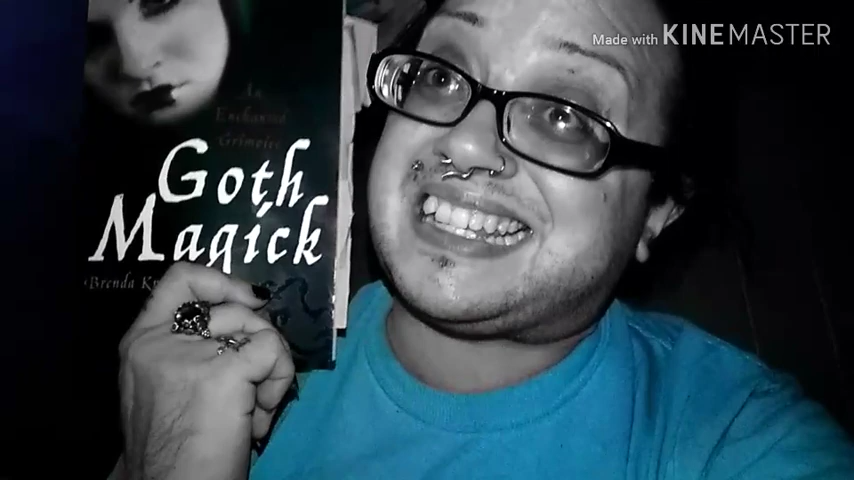 Made with KINEMASTER
An
Enchanted
Grimoire
Goth
Magick
Brenda